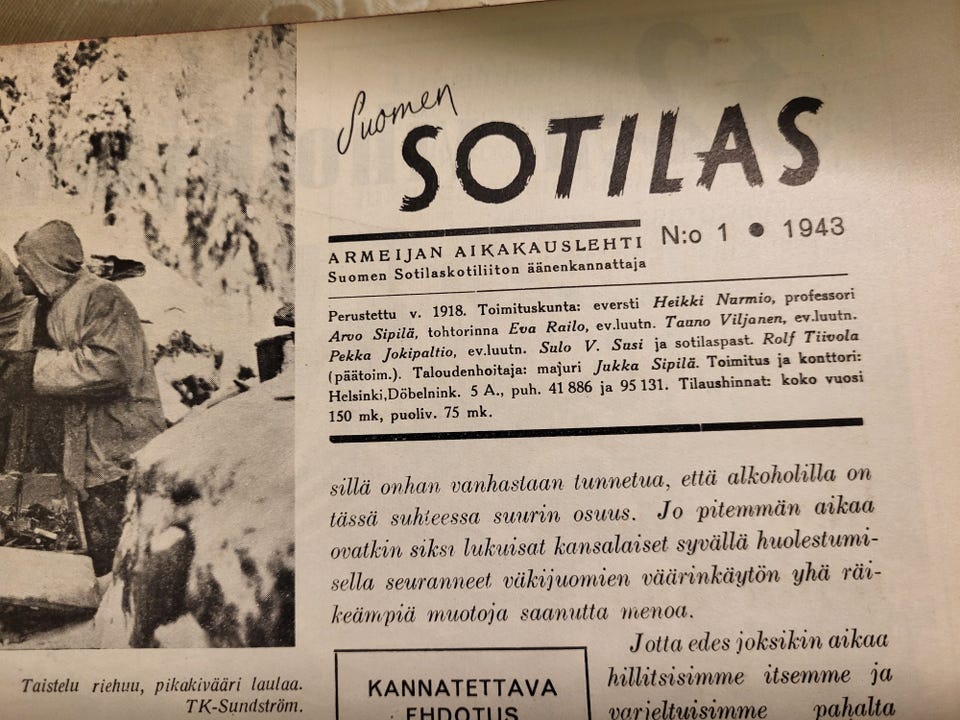 Suomen
SOTILAS
ARMEIJAN AIKAKAUSLEHTI
Suomen Sotilaskotiliiton äänenkannattaja
N:o 1 ● 1943
Perustettu v. 1918. Toimituskunta: eversti Heikki Nurmio, professori
Arvo Sipilä, tohtorinna Eva Railo, ev.luutn. Tauno Viljanen, ev.luutn.
Pekka Jokipaltio, ev.luutn. Sulo V. Susi ja sotilaspast. Rolf Tiivola
(päätoim.). Taloudenhoitaja: majuri Jukka Sipilä. Toimitus ja konttori:
Helsinki,Döbelnink. 5 A., puh. 41 886 ja 95 131. Tilaushinnat: koko vuosi
150 mk, puoliv. 75 mk.
sillä onhan vanhastaan tunnetua, että alkoholilla on
tässä suhteessa suurin osuus. Jo pitemmän aikaa
ovatkin siksi lukuisat kansalaiset syvällä huolestumi-
sella seuranneet väkijuomien väärinkäytön yhä räi-
keämpiä muotoja saanutta menoa.
Jotta edes joksikin aikaa
hillitsisimme itsemme ja
varjeltuisimme pahalta
KANNATETTAVA
EHDOTUS
Taistelu riehuu, pikakivääri laulaa.
TK-Sundström.